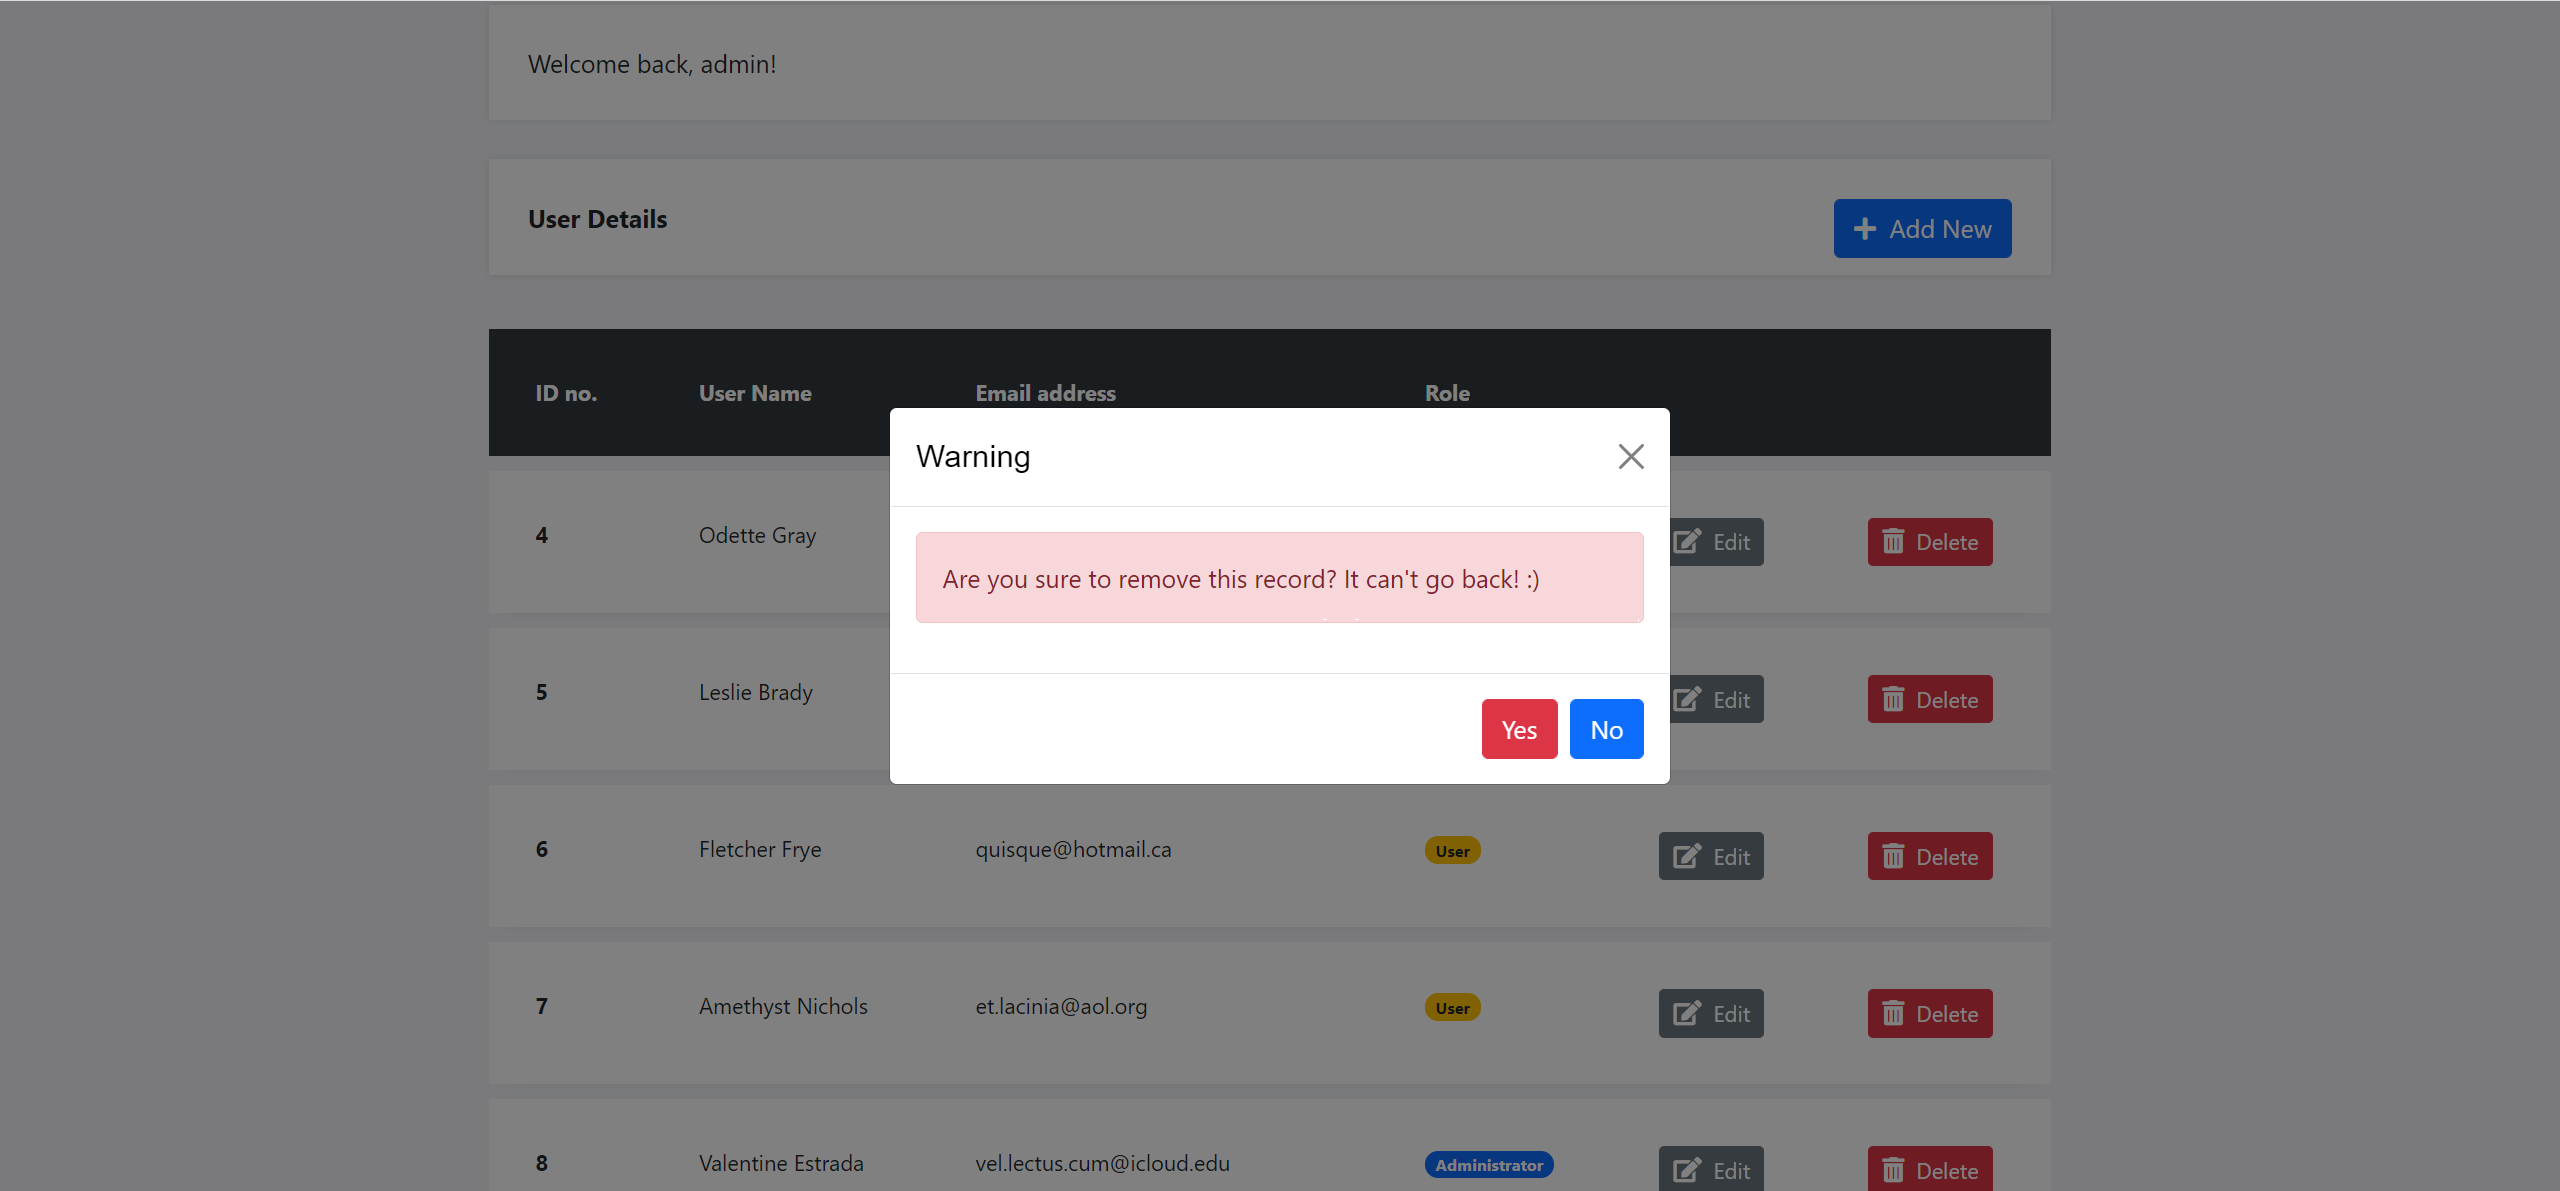 Welcome back, admin!
User Details
Add New
ID no. User Name Email address Role
Warning
Are you sure to remove this record? It can't go back! :)
Yes No
4 Odette Gray Edit Delete
5 Leslie Brady Edit Delete
6 Fletcher Frye quisque@hotmail.ca User Edit Delete
7 Amethyst Nichols et.lacinia@aol.org User Edit Delete
8 Valentine Estrada vel.lectus.cum@icloud.edu Administrator Edit Delete